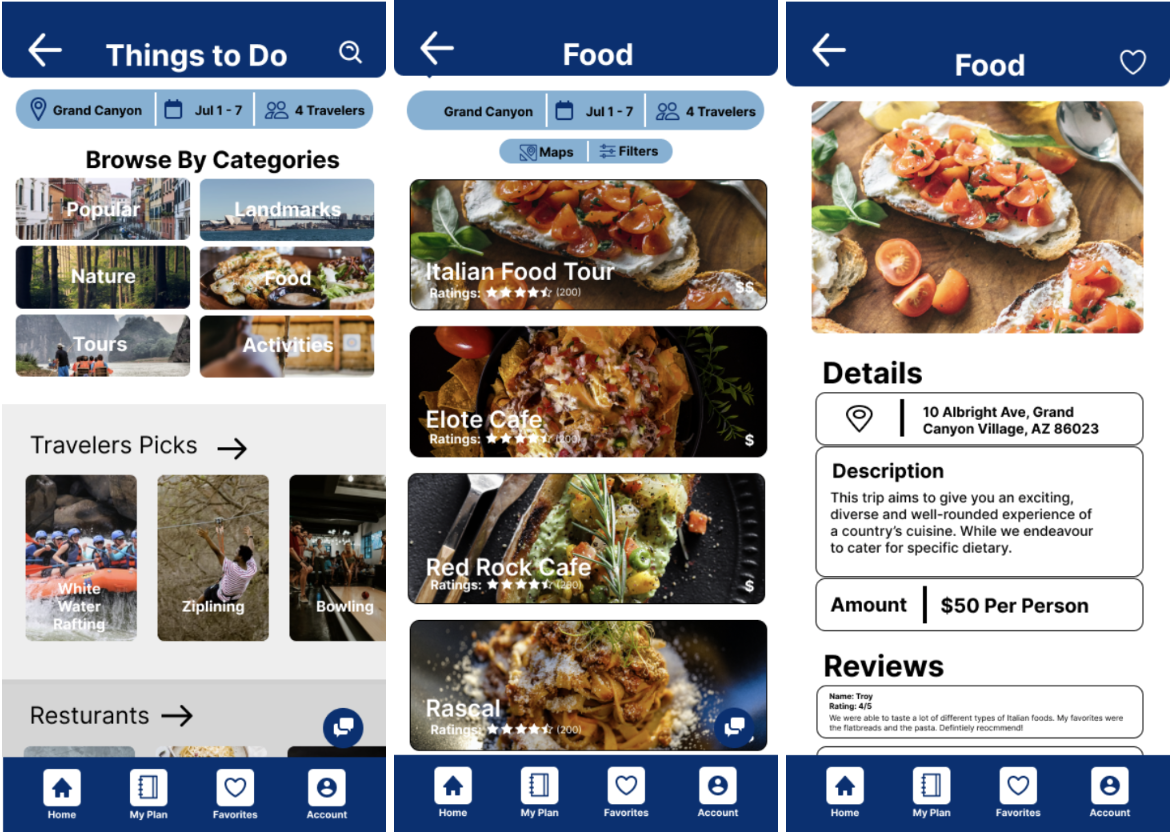 Things to Do
Grand Canyon
Jul 1 - 7
4 Travelers
Browse By Categories
Popular
Landmarks
Nature
Food
Tours
Activities
Travelers Picks
White
Water
Rafting
Ziplining
Bowling
Resturants
Home
My Plan
Favorites
Account
Food
Grand Canyon
Jul 1 - 7
4 Travelers
Maps
Filters
Italian Food Tour
Ratings: (200)
$$
Elote Cafe
Ratings: (200)
$
Red Rock Cafe
Ratings: (200)
$
Rascal
Ratings: (200)
Home
My Plan
Favorites
Account
Food
Details
10 Albright Ave, Grand
Canyon Village, AZ 86023
Description
This trip aims to give you an exciting,
diverse and well-rounded experience of
a country's cuisine. While we endeavour
to cater for specific dietary.
Amount
$50 Per Person
Reviews
Name: Troy
Rating: 4/5
We were able to taste a lot of different types of Italian foods. My favorites were
the flatbreads and the pasta. Defintiely reocmmend!
Home
My Plan
Favorites
Account